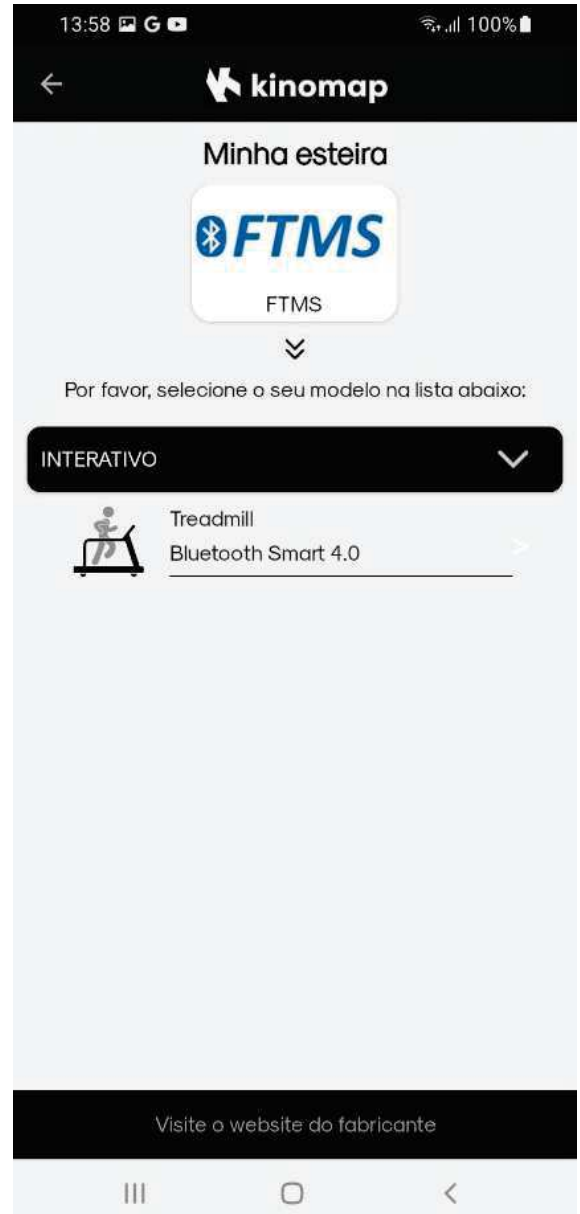 13:58 G 100%
kinomap
Minha esteira
FTMS
FTMS
Por favor, selecione o seu modelo na lista abaixo:
INTERATIVO
Treadmill
Bluetooth Smart 4.0
Visite o website do fabricante